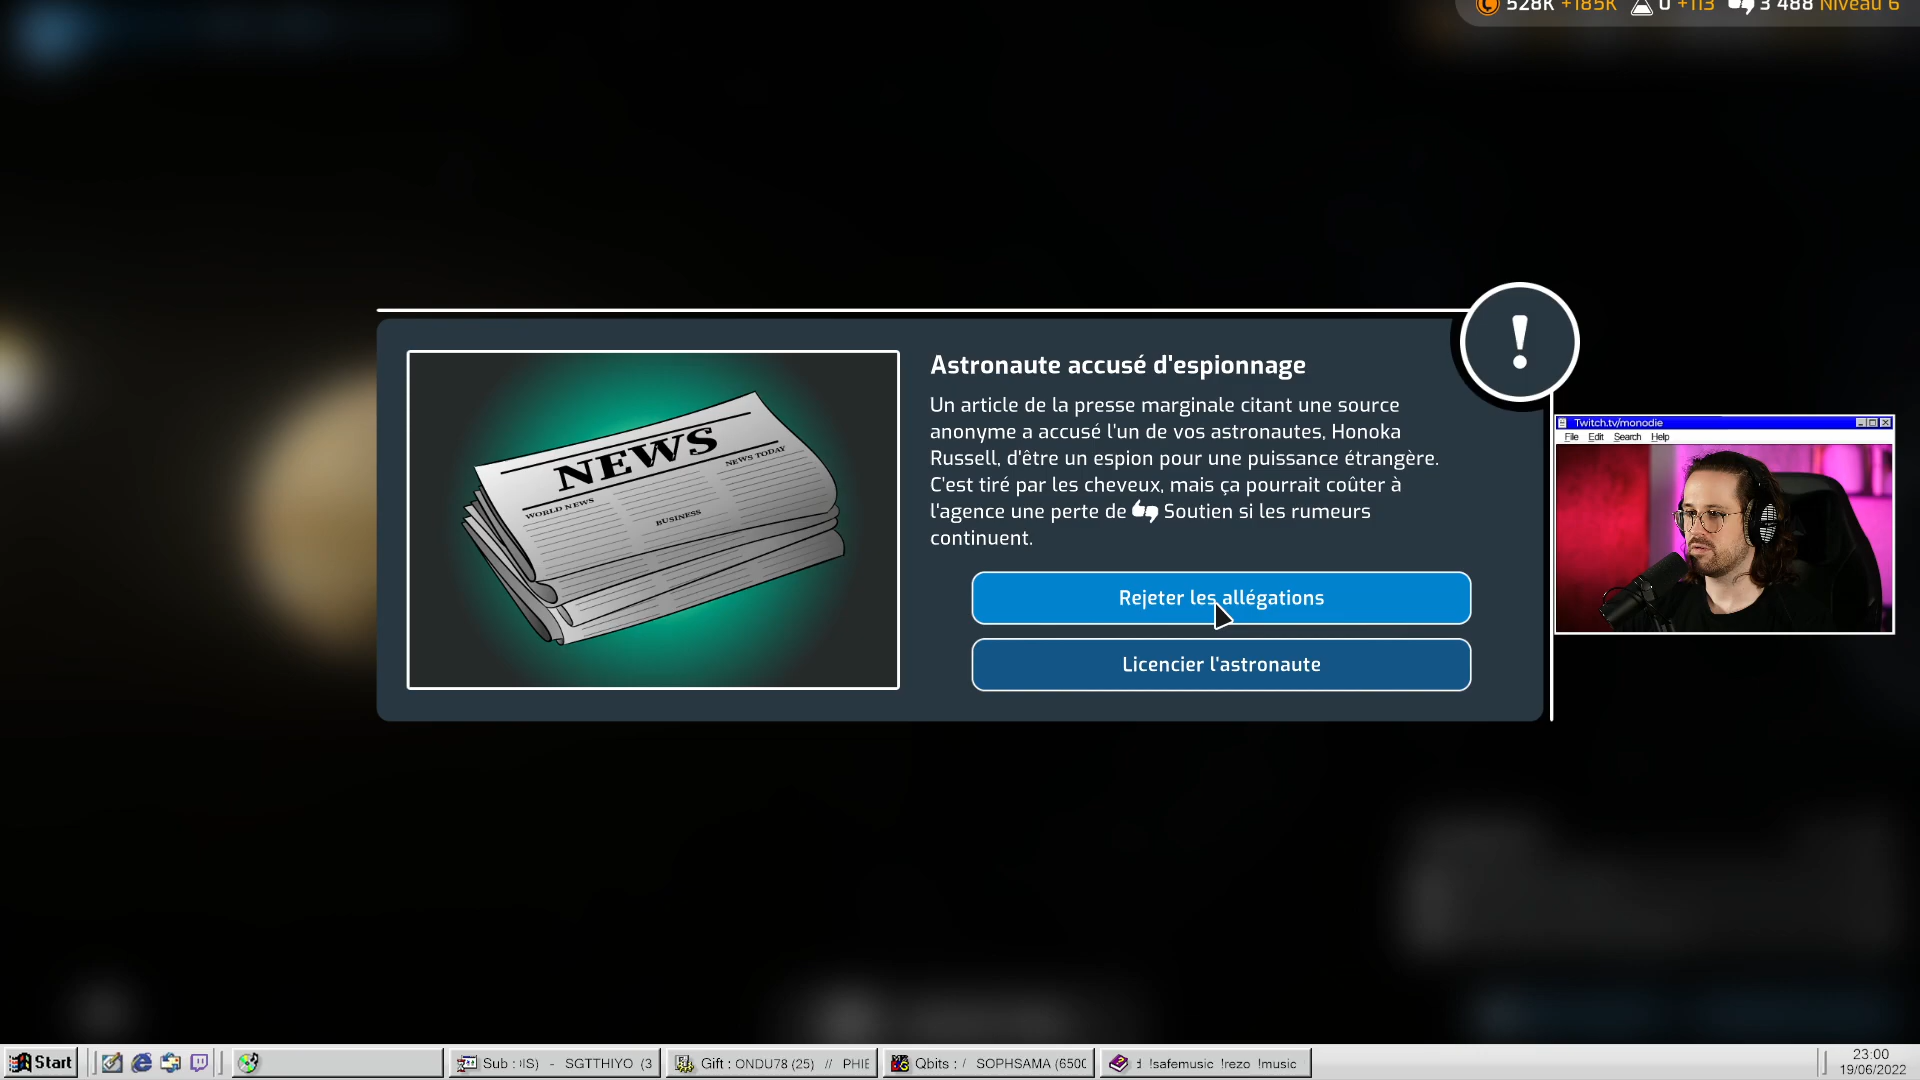 528K +185K 0 +113 3 488 Niveau 6
Astronaute accusé d'espionnage
Un article de la presse marginale citant une source
anonyme a accusé l'un de vos astronautes, Honoka
Russell, d'être un espion pour une puissance étrangère.
C'est tiré par les cheveux, mais ça pourrait coûter à
l'agence une perte de Soutien si les rumeurs
continuent.
Rejeter les allégations
Licencier l'astronaute
NEWS
WORLD NEWS
NEWS TODAY
BUSINESS
Twitch.tv/monodie
File Edit Search Help
Start
Sub : IS) - SGTTHIYO (3
Gift : ONDU78 (25) // PHIE
Qbits : / SOPHSAMA (6500
!safemusic !rezo !music
23:00
19/06/2022